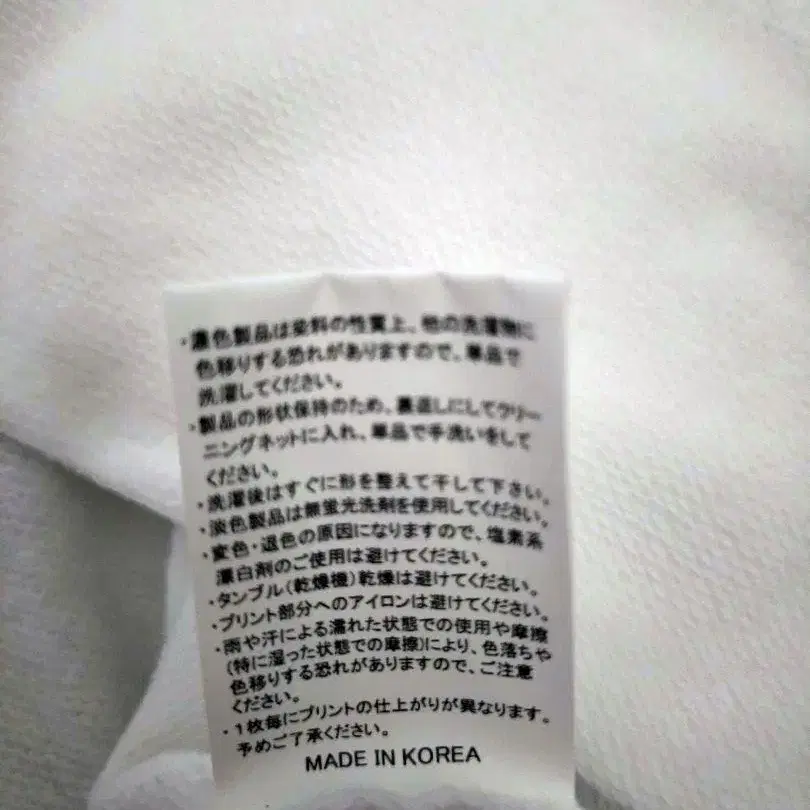 ・濃色製品は染料の性質上、他の洗濯物に
色移りする恐れがありますので、単品で
洗濯してください。
・製品の形状保持のため、裏返しにしてクリー
ニングネットに入れ、単品で手洗いをして
ください。
・洗濯後はすぐに形を整えて干して下さい。
・淡色製品は無蛍光洗剤を使用してください。
・変色・退色の原因になりますので、塩素系
漂白剤のご使用は避けてください。
・タンブル(乾燥機)乾燥は避けてください。
・プリント部分へのアイロンは避けてください。
・雨や汗による濡れた状態での使用や摩擦
(特に湿った状態での摩擦)により、色落ちや
色移りする恐れがありますので、ご注意
ください。
・1枚毎にプリントの仕上がりが異なります。
予めご了承ください。
MADE IN KOREA